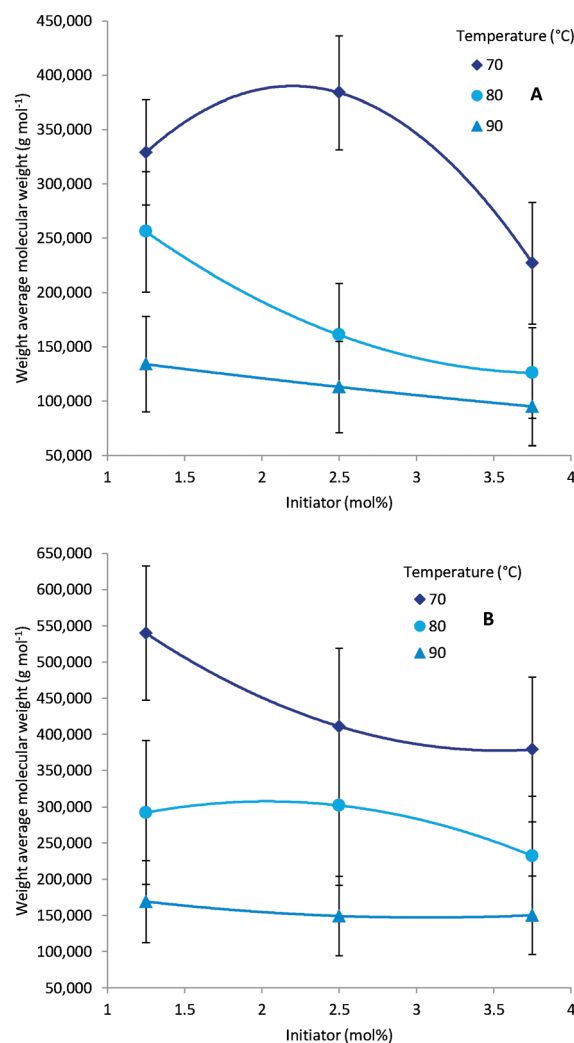 450,000
400,000
350,000
300,000
250,000
200,000
150,000
100,000
50,000
Weight average molecular weight (g mol⁻¹)
Temperature (°C)
70
80
90
A
1 1.5 2 2.5 3 3.5 4
Initiator (mol%)
650,000
600,000
550,000
500,000
450,000
400,000
350,000
300,000
250,000
200,000
150,000
100,000
50,000
Weight average molecular weight (g mol⁻¹)
Temperature (°C)
70
80
90
B
1 1.5 2 2.5 3 3.5 4
Initiator (mol%)